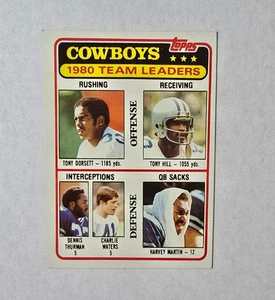 topps
COWBOYS
1980 TEAM LEADERS
RUSHING
RECEIVING
OFFENSE
TONY DORSETT - 1185 yds.
TONY HILL - 1055 yds.
INTERCEPTIONS
QB SACKS
DEFENSE
DENNIS THURMAN 5
CHARLIE WATERS 5
HARVEY MARTIN - 12